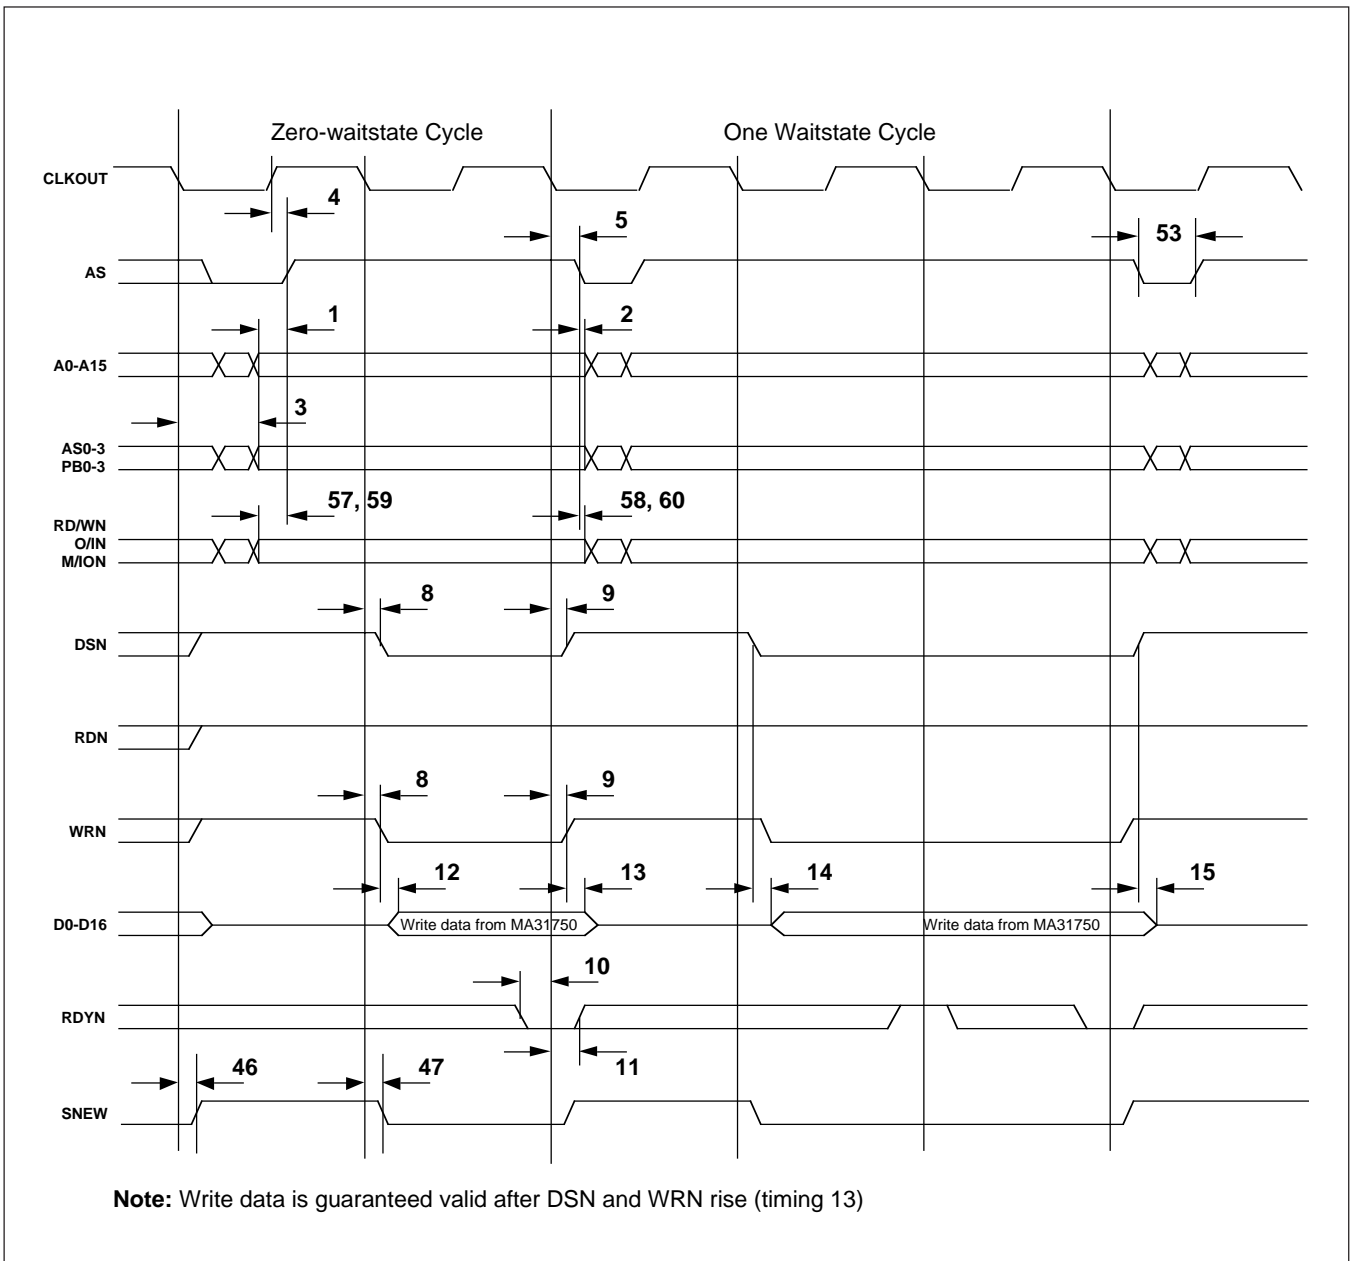 Zero-waitstate Cycle
One Waitstate Cycle
CLKOUT
4
5
53
AS
1
2
A0-A15
3
AS0-3
PB0-3
57, 59
58, 60
RD/WN
O/IN
M/ION
8
9
DSN
RDN
8
9
WRN
12
13
14
15
D0-D16
Write data from MA31750
Write data from MA31750
10
RDYN
11
46
47
SNEW
Note: Write data is guaranteed valid after DSN and WRN rise (timing 13)